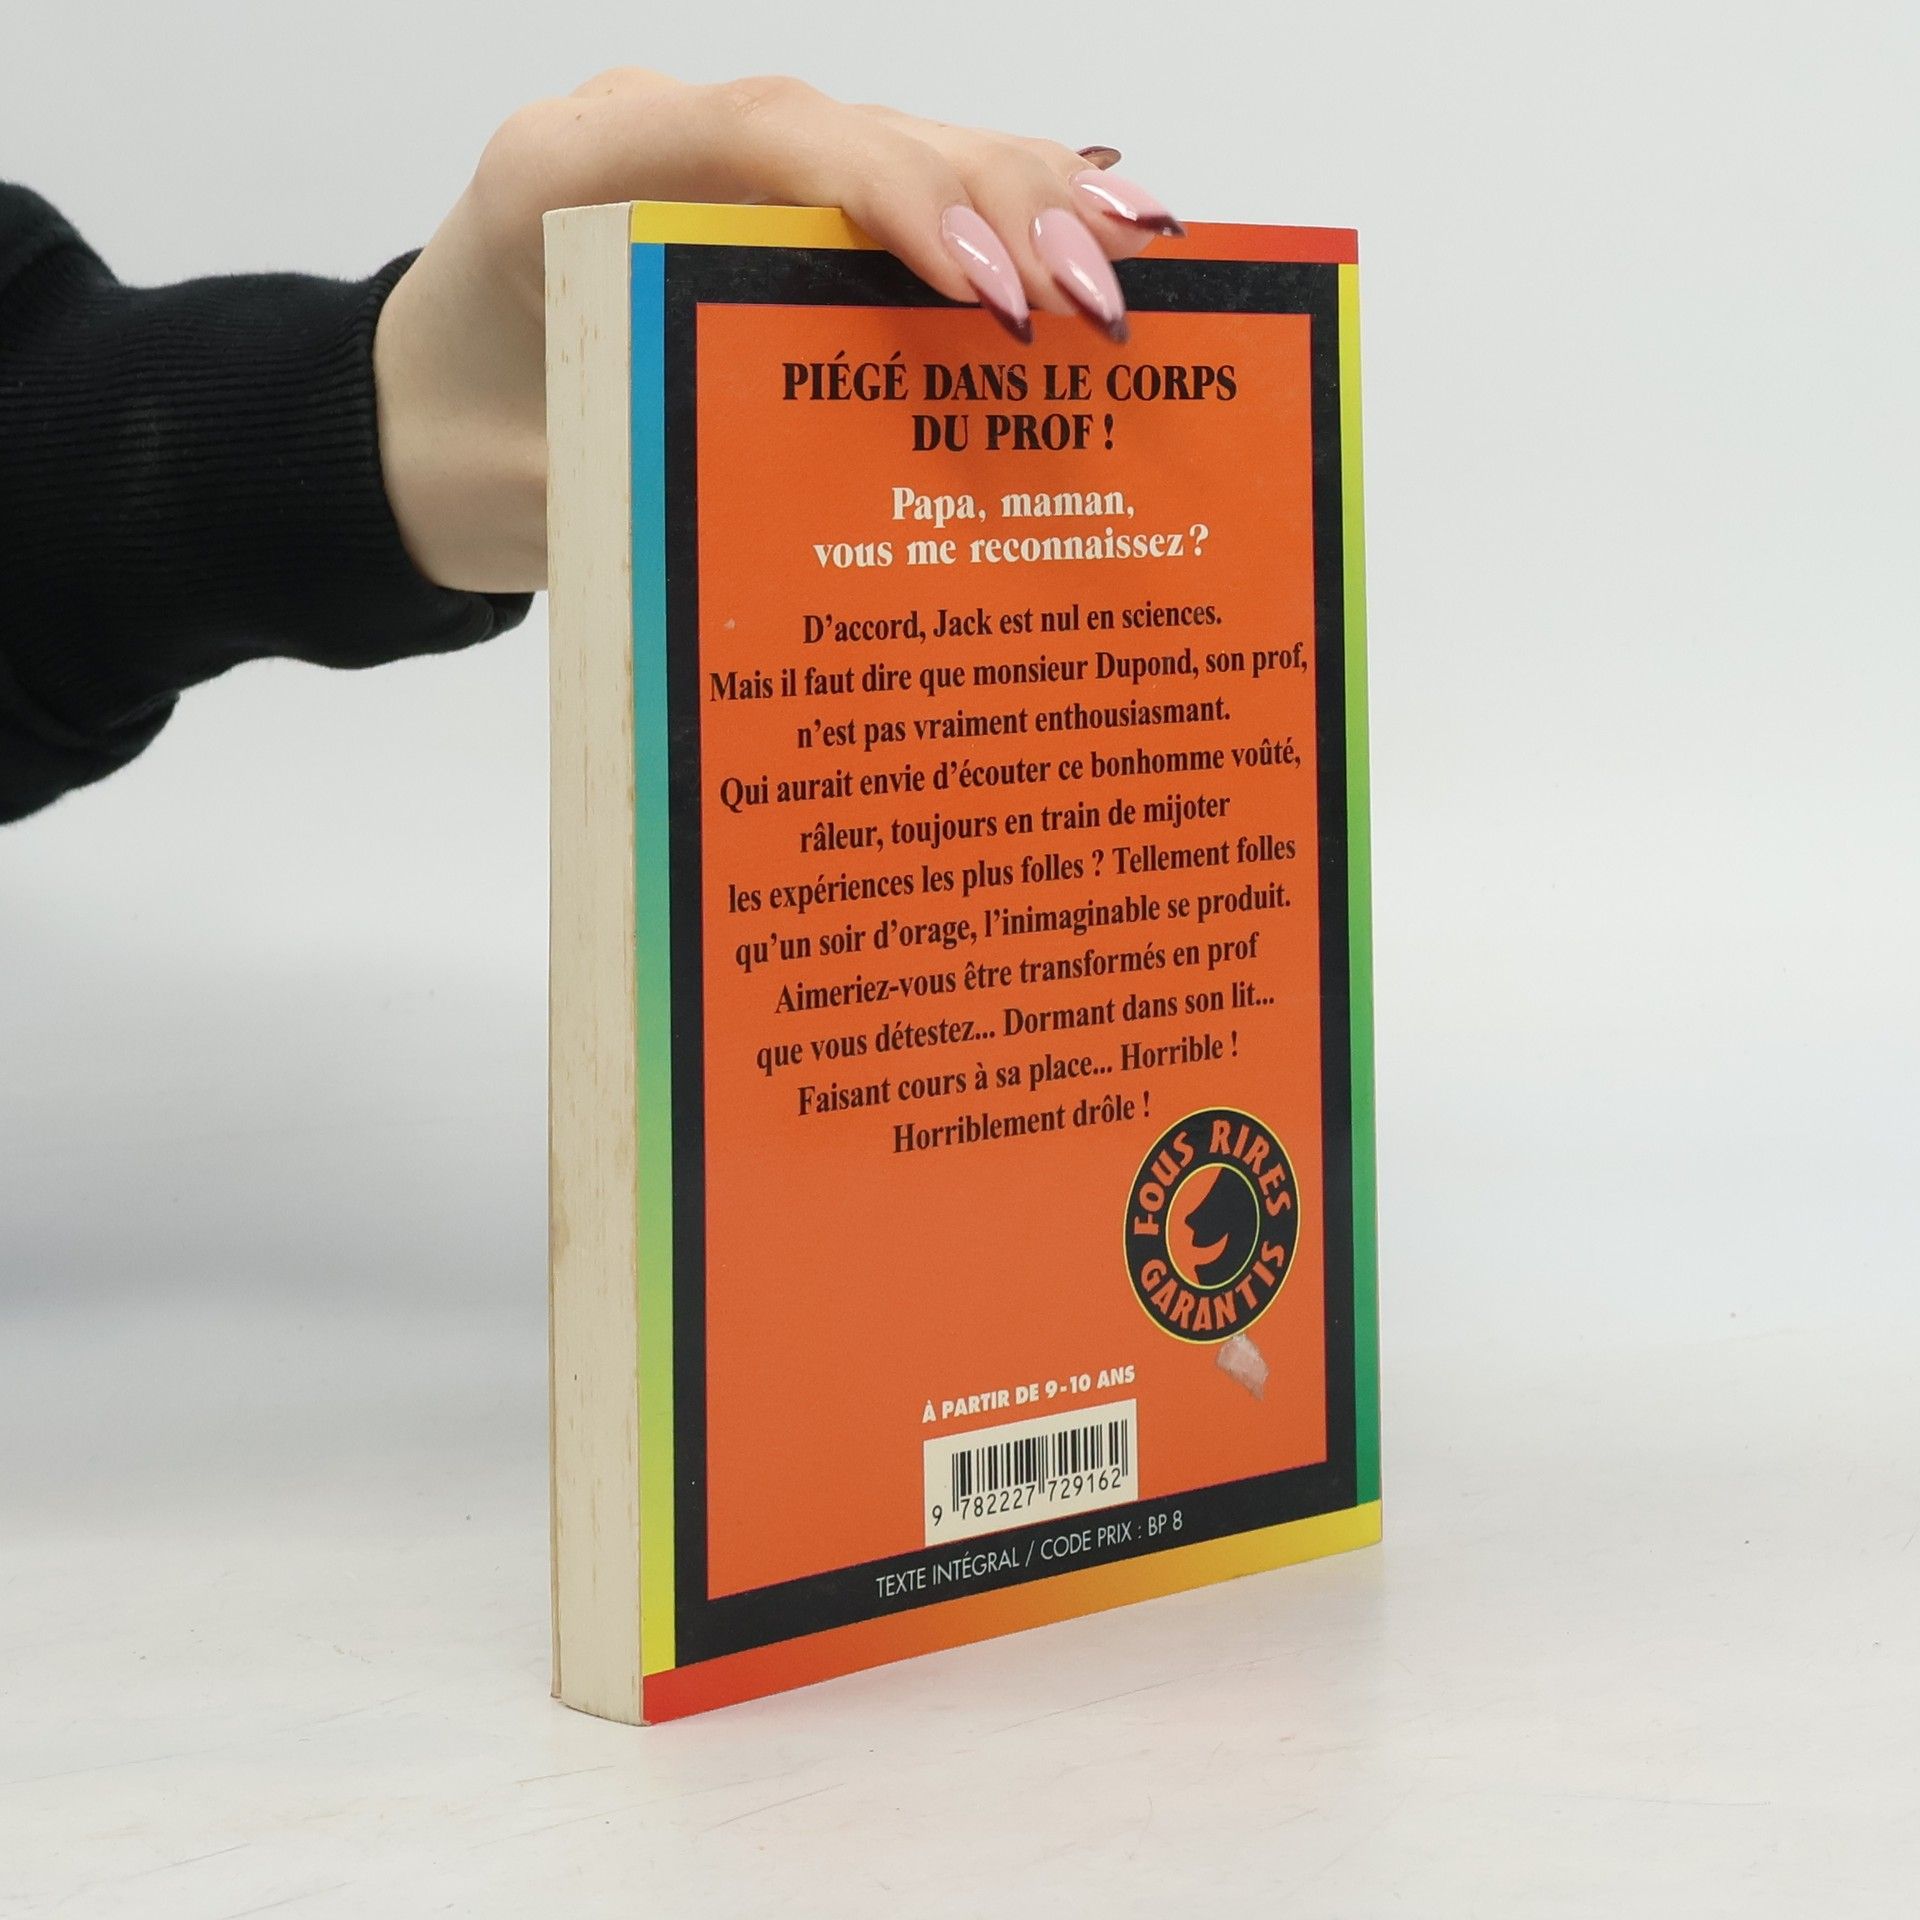 PIÉGÉ DANS LE CORPS
DU PROF !
Papa, maman,
vous me reconnaissez ?
D'accord, Jack est nul en sciences.
Mais il faut dire que monsieur Dupond, son prof,
n'est pas vraiment enthousiasmant.
Qui aurait envie d'écouter ce bonhomme voûté,
râleur, toujours en train de mijoter
les expériences les plus folles ? Tellement folles
qu'un soir d'orage, l'inimaginable se produit.
Aimeriez-vous être transformés en prof
que vous détestez... Dormant dans son lit...
Faisant cours à sa place... Horrible !
Horriblement drôle !
FOUS RIRES
GARANTIS
À PARTIR DE 9-10 ANS
9 782227 729162
TEXTE INTÉGRAL / CODE PRIX : BP 8